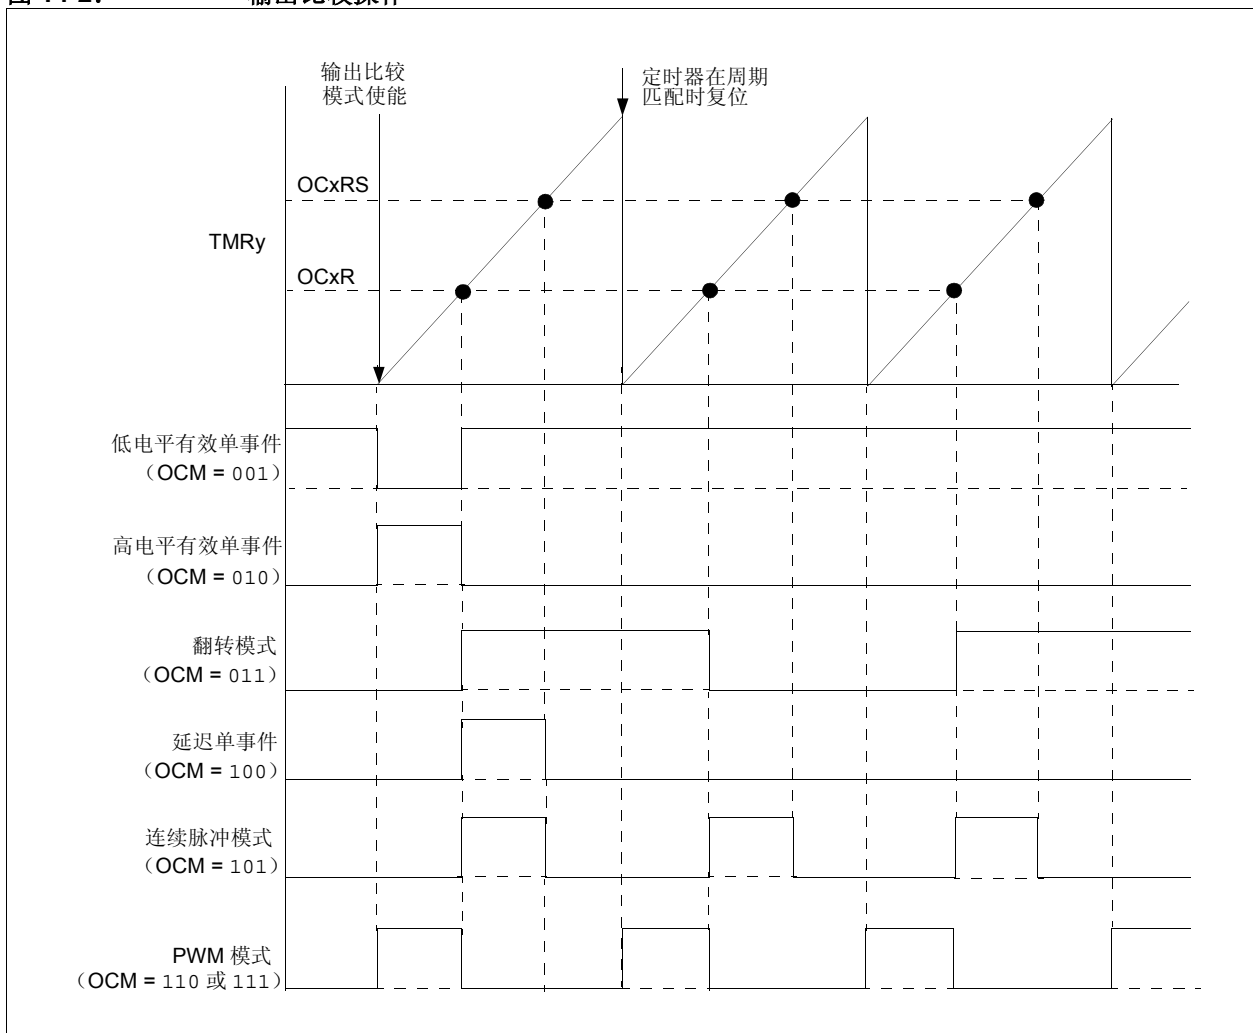 输出比较
模式使能
定时器在周期
匹配时复位
OCxRS
TMRy
OCxR
低电平有效单事件
（OCM = 001）
高电平有效单事件
（OCM = 010）
翻转模式
（OCM = 011）
延迟单事件
（OCM = 100）
连续脉冲模式
（OCM = 101）
PWM 模式
（OCM = 110 或 111）